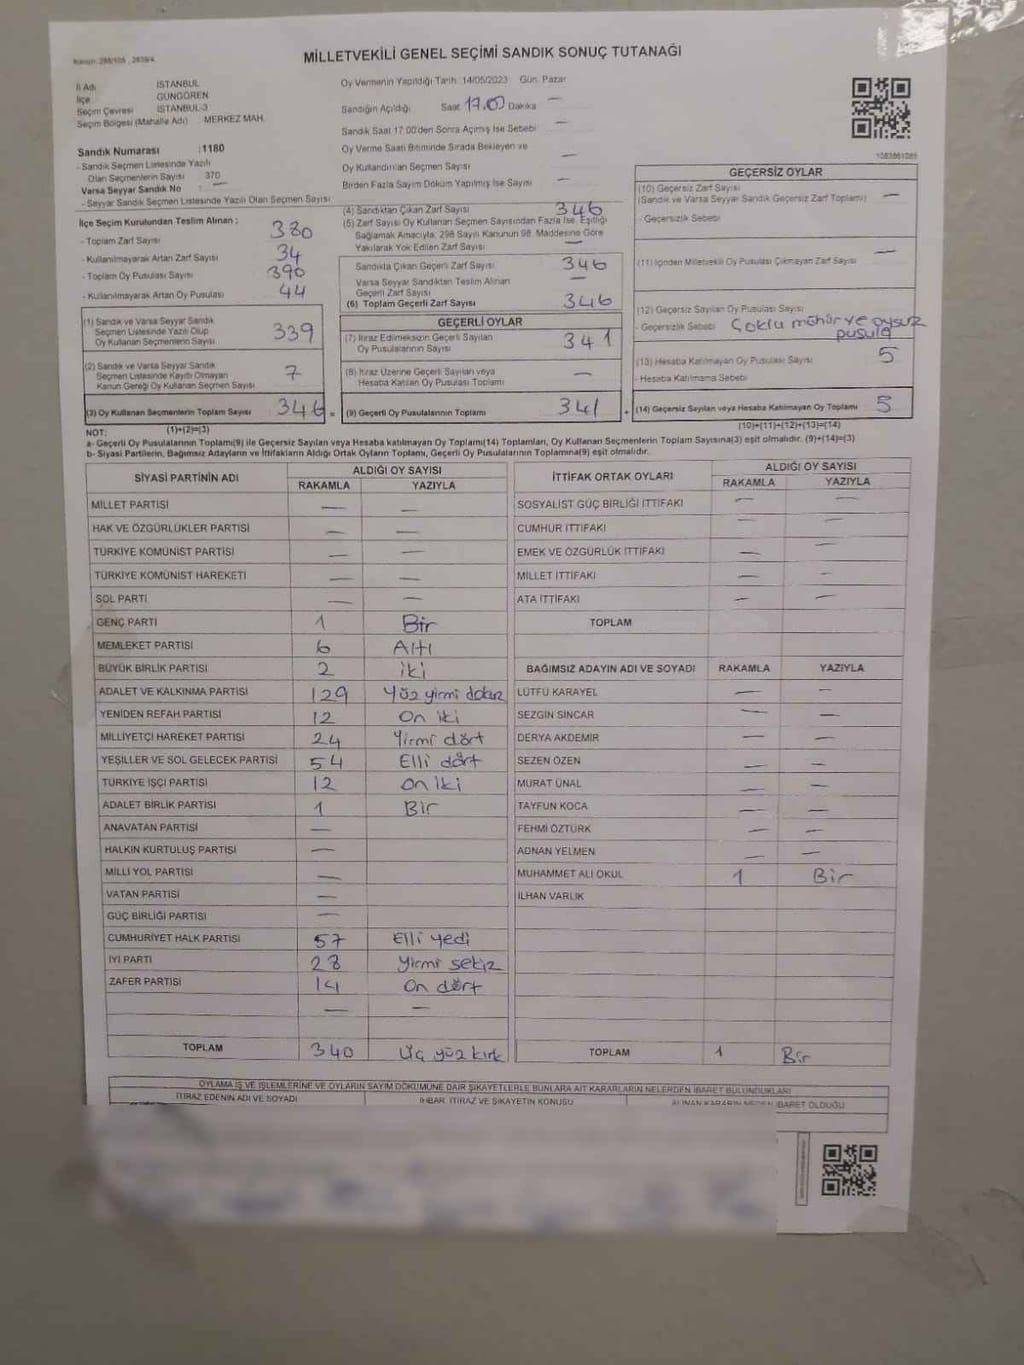 Kanun: 298/105 , 2839/4
MİLLETVEKİLİ GENEL SEÇİMİ SANDIK SONUÇ TUTANAĞI
İl Adı İSTANBUL
İlçe GÜNGÖREN
Seçim Çevresi İSTANBUL-3
Seçim Bölgesi (Mahalle Adı) : MERKEZ MAH.
Sandık Numarası :1180
- Sandık Seçmen Listesinde Yazılı
Olan Seçmenlerin Sayısı 370
Varsa Seyyar Sandık No : —
- Seyyar Sandık Seçmen Listesinde Yazılı Olan Seçmen Sayısı
Oy Vermenin Yapıldığı Tarih :14/05/2023 Gün: Pazar
Sandığın Açıldığı Saat 17.00 Dakika —
Sandık Saat 17.00'den Sonra Açılmış İse Sebebi —
Oy Verme Saati Bitiminde Sırada Bekleyen ve
Oy Kullandırılan Seçmen Sayısı —
Birden Fazla Sayım Döküm Yapılmış İse Sayısı —
1083861085
İlçe Seçim Kurulundan Teslim Alınan :
- Toplam Zarf Sayısı 380
- Kullanılmayarak Artan Zarf Sayısı 34
- Toplam Oy Pusulası Sayısı 390
- Kullanılmayarak Artan Oy Pusulası 44
(1) Sandık ve Varsa Seyyar Sandık
Seçmen Listesinde Yazılı Olup
Oy Kullanan Seçmenlerin Sayısı 339
(2) Sandık ve Varsa Seyyar Sandık
Seçmen Listesinde Kayıtlı Olmayan
Kanun Gereği Oy Kullanan Seçmen Sayısı 7
(3) Oy Kullanan Seçmenlerin Toplam Sayısı 346 =
(1)+(2)=(3)
(4) Sandıktan Çıkan Zarf Sayısı 346
(5) Zarf Sayısı Oy Kullanan Seçmen Sayısından Fazla İse, Eşitliği
Sağlamak Amacıyla; 298 Sayılı Kanunun 98. Maddesine Göre
Yakılarak Yok Edilen Zarf Sayısı —
Sandıkta Çıkan Geçerli Zarf Sayısı 346
Varsa Seyyar Sandıktan Teslim Alınan
Geçerli Zarf Sayısı —
(6) Toplam Geçerli Zarf Sayısı 346
GEÇERLİ OYLAR
(7) İtiraz Edilmeksizin Geçerli Sayılan
Oy Pusulalarının Sayısı 341
(8) İtiraz Üzerine Geçerli Sayılan veya
Hesaba Katılan Oy Pusulası Toplamı —
(9) Geçerli Oy Pusulalarının Toplamı 341 +
GEÇERSİZ OYLAR
(10) Geçersiz Zarf Sayısı
(Sandık ve Varsa Seyyar Sandık Geçersiz Zarf Toplamı) —
- Geçersizlik Sebebi
(11) İçinden Milletvekili Oy Pusulası Çıkmayan Zarf Sayısı —
(12) Geçersiz Sayılan Oy Pusulası Sayısı
- Geçersizlik Sebebi Çoklu mühür ve oysuz
pusula
(13) Hesaba Katılmayan Oy Pusulası Sayısı 5
- Hesaba Katılmama Sebebi
(14) Geçersiz Sayılan veya Hesaba Katılmayan Oy Toplamı 5
(10)+(11)+(12)+(13)=(14)
NOT:
a- Geçerli Oy Pusulalarının Toplamı(9) ile Geçersiz Sayılan veya Hesaba katılmayan Oy Toplamı(14) Toplamları, Oy Kullanan Seçmenlerin Toplam Sayısına(3) eşit olmalıdır. (9)+(14)=(3)
b- Siyasi Partilerin, Bağımsız Adayların ve İttifakların Aldığı Ortak Oyların Toplamı, Geçerli Oy Pusulalarının Toplamına(9) eşit olmalıdır.
SİYASİ PARTİNİN ADI ALDIĞI OY SAYISI
RAKAMLA YAZIYLA
MİLLET PARTİSİ — —
HAK VE ÖZGÜRLÜKLER PARTİSİ — —
TÜRKİYE KOMÜNİST PARTİSİ — —
TÜRKİYE KOMÜNİST HAREKETİ — —
SOL PARTİ — —
GENÇ PARTİ 1 Bir
MEMLEKET PARTİSİ 6 Altı
BÜYÜK BİRLİK PARTİSİ 2 iki
ADALET VE KALKINMA PARTİSİ 129 Yüz yirmi dokuz
YENİDEN REFAH PARTİSİ 12 On iki
MİLLİYETÇİ HAREKET PARTİSİ 24 Yirmi dört
YEŞİLLER VE SOL GELECEK PARTİSİ 54 Elli dört
TÜRKİYE İŞÇİ PARTİSİ 12 On iki
ADALET BİRLİK PARTİSİ 1 Bir
ANAVATAN PARTİSİ —
HALKIN KURTULUŞ PARTİSİ —
MİLLİ YOL PARTİSİ —
VATAN PARTİSİ —
GÜÇ BİRLİĞİ PARTİSİ —
CUMHURİYET HALK PARTİSİ 57 Elli yedi
İYİ PARTİ 28 Yirmi sekiz
ZAFER PARTİSİ 14 On dört
— —
TOPLAM 340 Üç yüz kırk
İTTİFAK ORTAK OYLARI ALDIĞI OY SAYISI
RAKAMLA YAZIYLA
SOSYALİST GÜÇ BİRLİĞİ İTTİFAKI — —
CUMHUR İTTİFAKI — —
EMEK VE ÖZGÜRLÜK İTTİFAKI — —
MİLLET İTTİFAKI — —
ATA İTTİFAKI — —
TOPLAM
BAĞIMSIZ ADAYIN ADI VE SOYADI RAKAMLA YAZIYLA
LÜTFÜ KARAYEL — —
SEZGİN SİNCAR — —
DERYA AKDEMİR — —
SEZEN ÖZEN — —
MURAT ÜNAL — —
TAYFUN KOCA — —
FEHMİ ÖZTÜRK — —
ADNAN YELMEN — —
MUHAMMET ALİ OKUL 1 Bir
İLHAN VARLIK
TOPLAM 1 Bir
OYLAMA İŞ VE İŞLEMLERİNE VE OYLARIN SAYIM DÖKÜMÜNE DAİR ŞİKAYETLERLE BUNLARA AİT KARARLARIN NELERDEN İBARET BULUNDUKLARI
İTİRAZ EDENİN ADI VE SOYADI İHBAR, İTİRAZ VE ŞİKAYETİN KONUSU ALINAN KARARIN NEDEN İBARET OLDUĞU